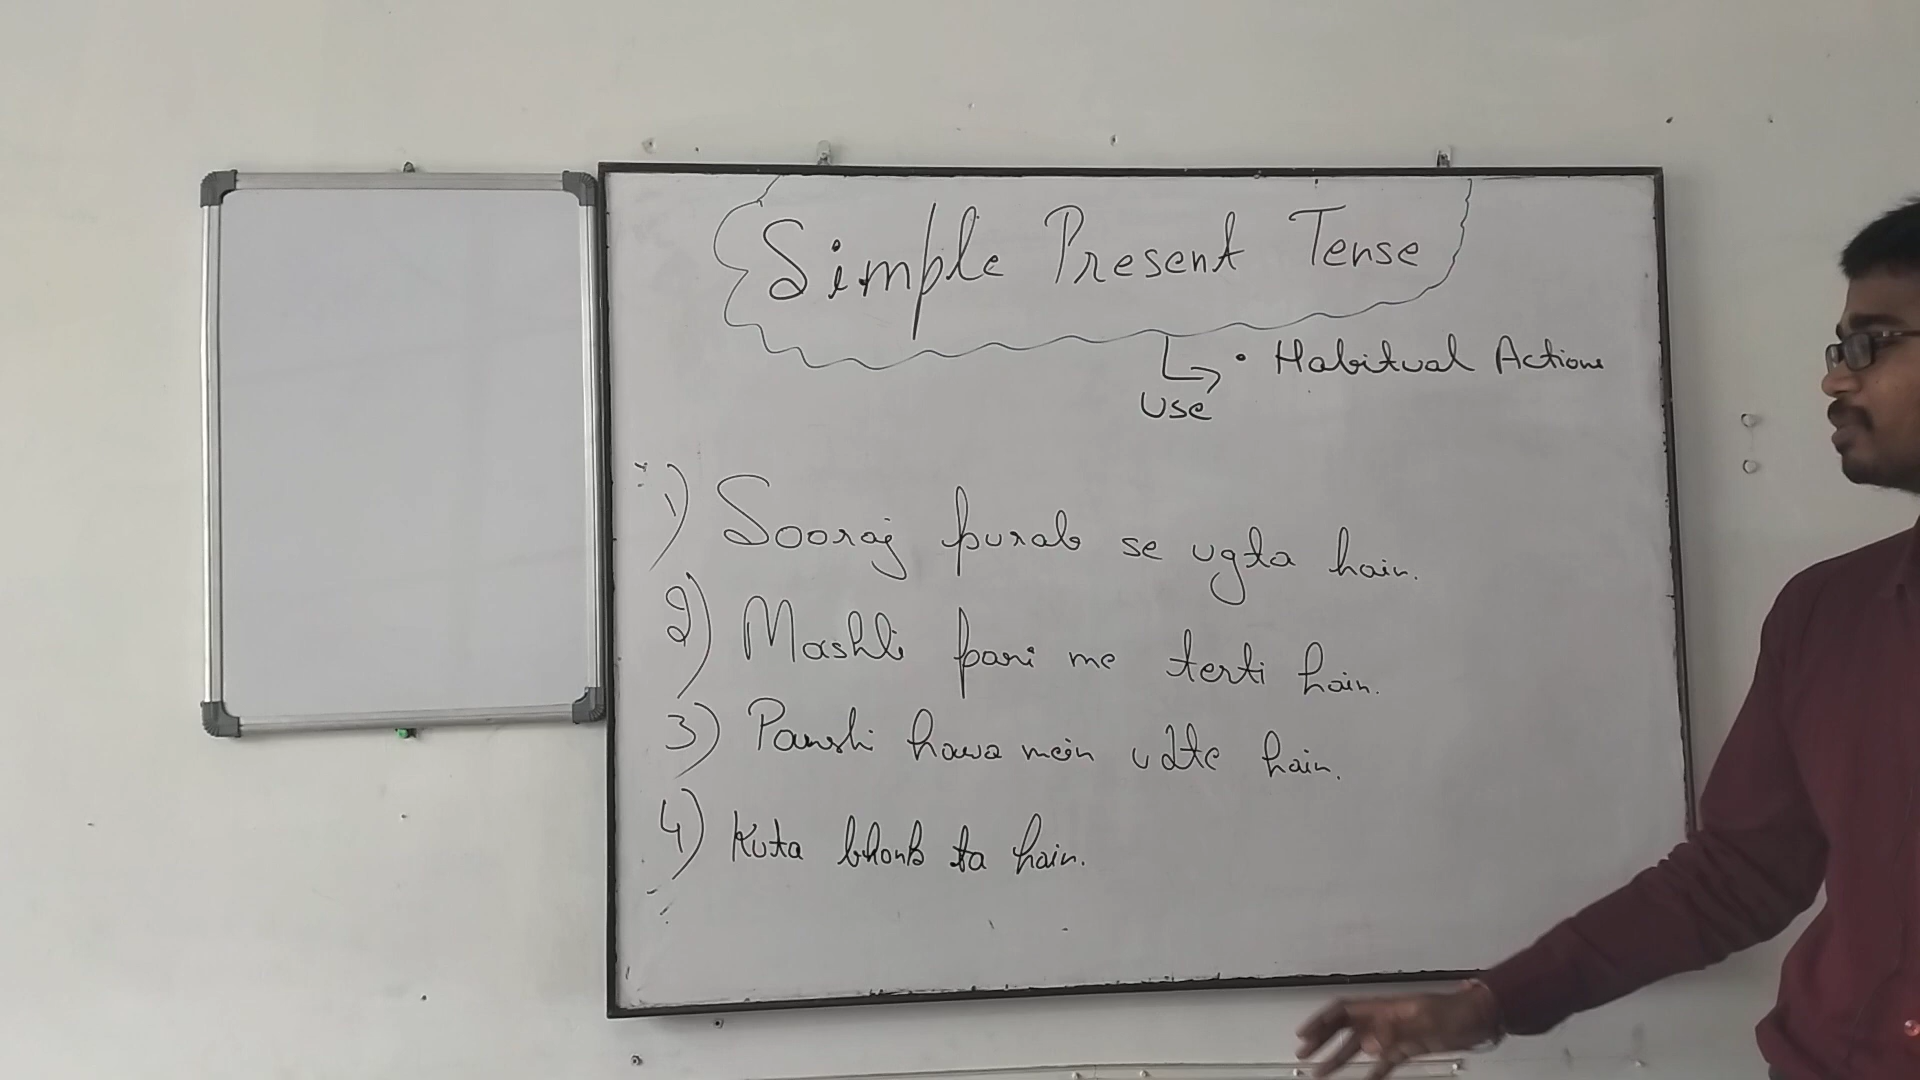 Simple Present Tense
• Habitual Actions
Use
1) Sooraj purab se ugta hain.
2) Mashli pani me terti hain.
3) Panshi hawa mein udte hain.
4) Kuta bhonk ta hain.